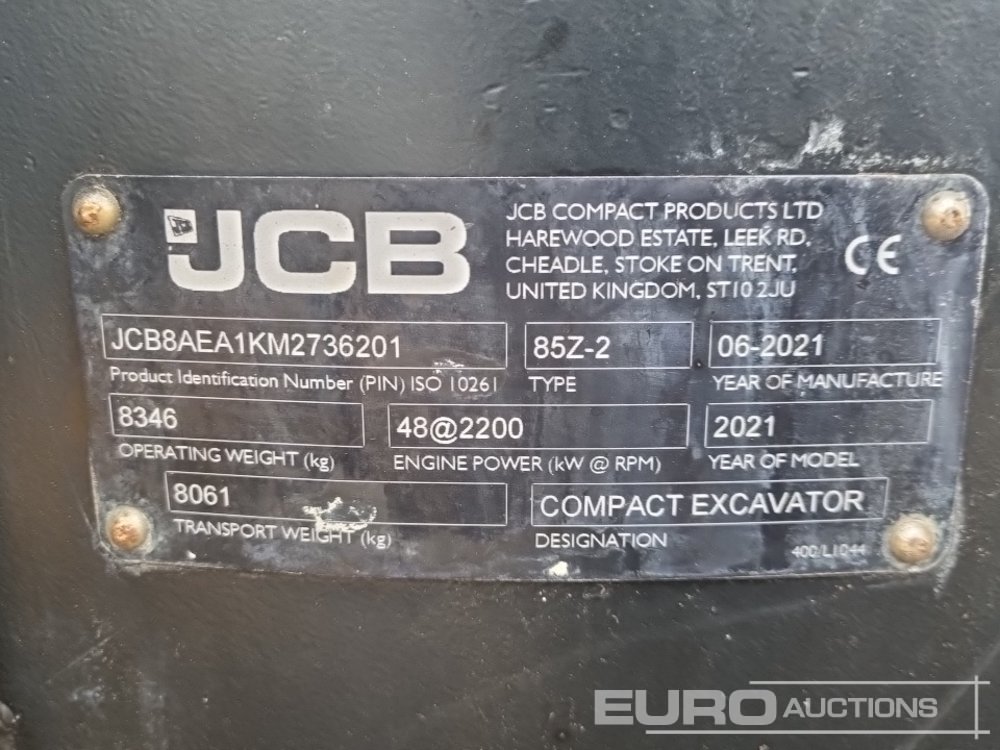 JCB
JCB COMPACT PRODUCTS LTD
HAREWOOD ESTATE, LEEK RD,
CHEADLE, STOKE ON TRENT,
UNITED KINGDOM, ST10 2JU
CE
JCB8AEA1KM2736201
Product Identification Number (PIN) ISO 10261
85Z-2
TYPE
06-2021
YEAR OF MANUFACTURE
8346
OPERATING WEIGHT (kg)
48@2200
ENGINE POWER (kW @ RPM)
2021
YEAR OF MODEL
8061
TRANSPORT WEIGHT (kg)
COMPACT EXCAVATOR
DESIGNATION
400/L1044
EURO AUCTIONS
www.euroauctions.com